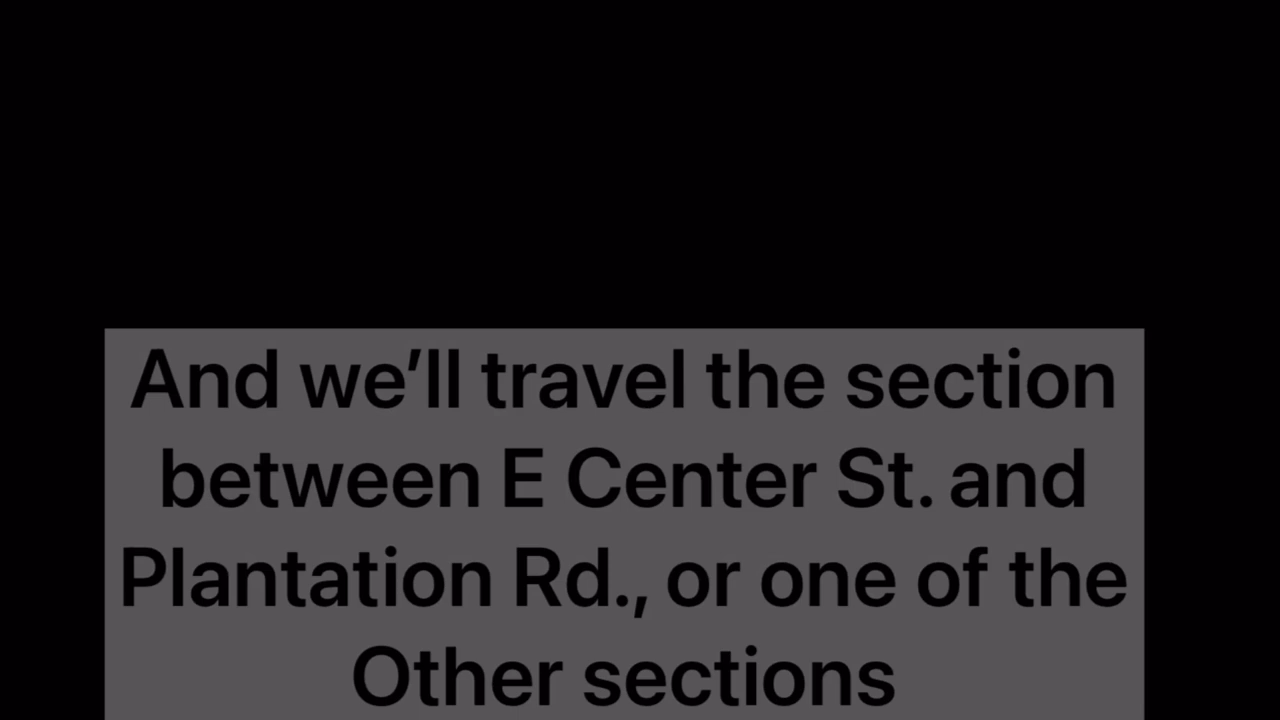 And we’ll travel the section
between E Center St. and
Plantation Rd., or one of the
Other sections